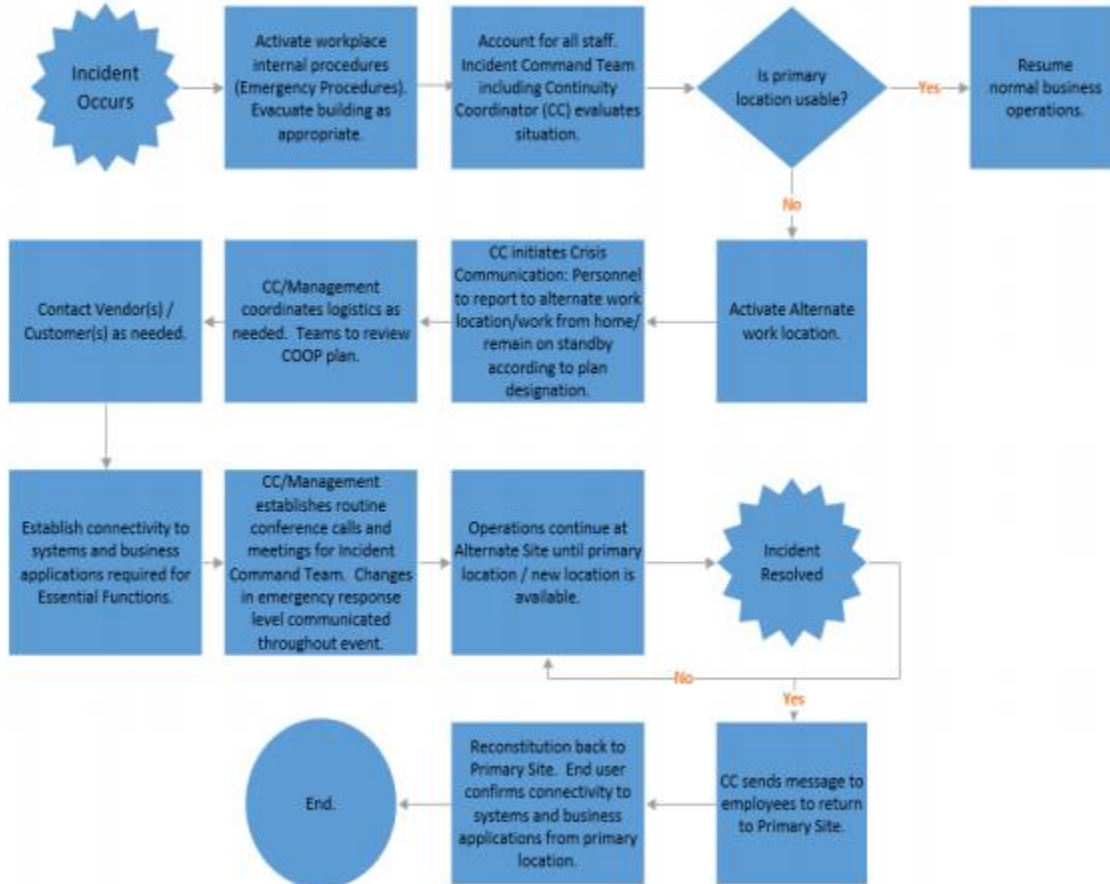 Incident
Occurs
Activate workplace
internal procedures
(Emergency Procedures).
Evacuate building as
appropriate.
Account for all staff.
Incident Command Team
including Continuity
Coordinator (CC) evaluates
situation.
Is primary
location usable?
Yes
Resume
normal business
operations.
No
Activate Alternate
work location.
CC initiates Crisis
Communication: Personnel
to report to alternate work
location/work from home/
remain on standby
according to plan
designation.
CC/Management
coordinates logistics as
needed. Teams to review
COOP plan.
Contact Vendor(s) /
Customer(s) as needed.
Establish connectivity to
systems and business
applications required for
Essential Functions.
CC/Management
establishes routine
conference calls and
meetings for Incident
Command Team. Changes
in emergency response
level communicated
throughout event.
Operations continue at
Alternate Site until primary
location / new location is
available.
Incident
Resolved
No
Yes
CC sends message to
employees to return
to Primary Site.
Reconstitution back to
Primary Site. End user
confirms connectivity to
systems and business
applications from primary
location.
End.